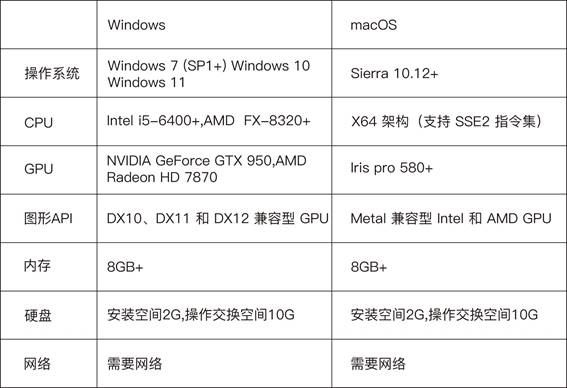 Windows macOS
操作系统 Windows 7 (SP1+) Windows 10 Sierra 10.12+
Windows 11
CPU Intel i5-6400+,AMD FX-8320+ X64 架构（支持 SSE2 指令集）
GPU NVIDIA GeForce GTX 950,AMD Iris pro 580+
Radeon HD 7870
图形API DX10、DX11 和 DX12 兼容型 GPU Metal 兼容型 Intel 和 AMD GPU
内存 8GB+ 8GB+
硬盘 安装空间2G,操作交换空间10G 安装空间2G,操作交换空间10G
网络 需要网络 需要网络